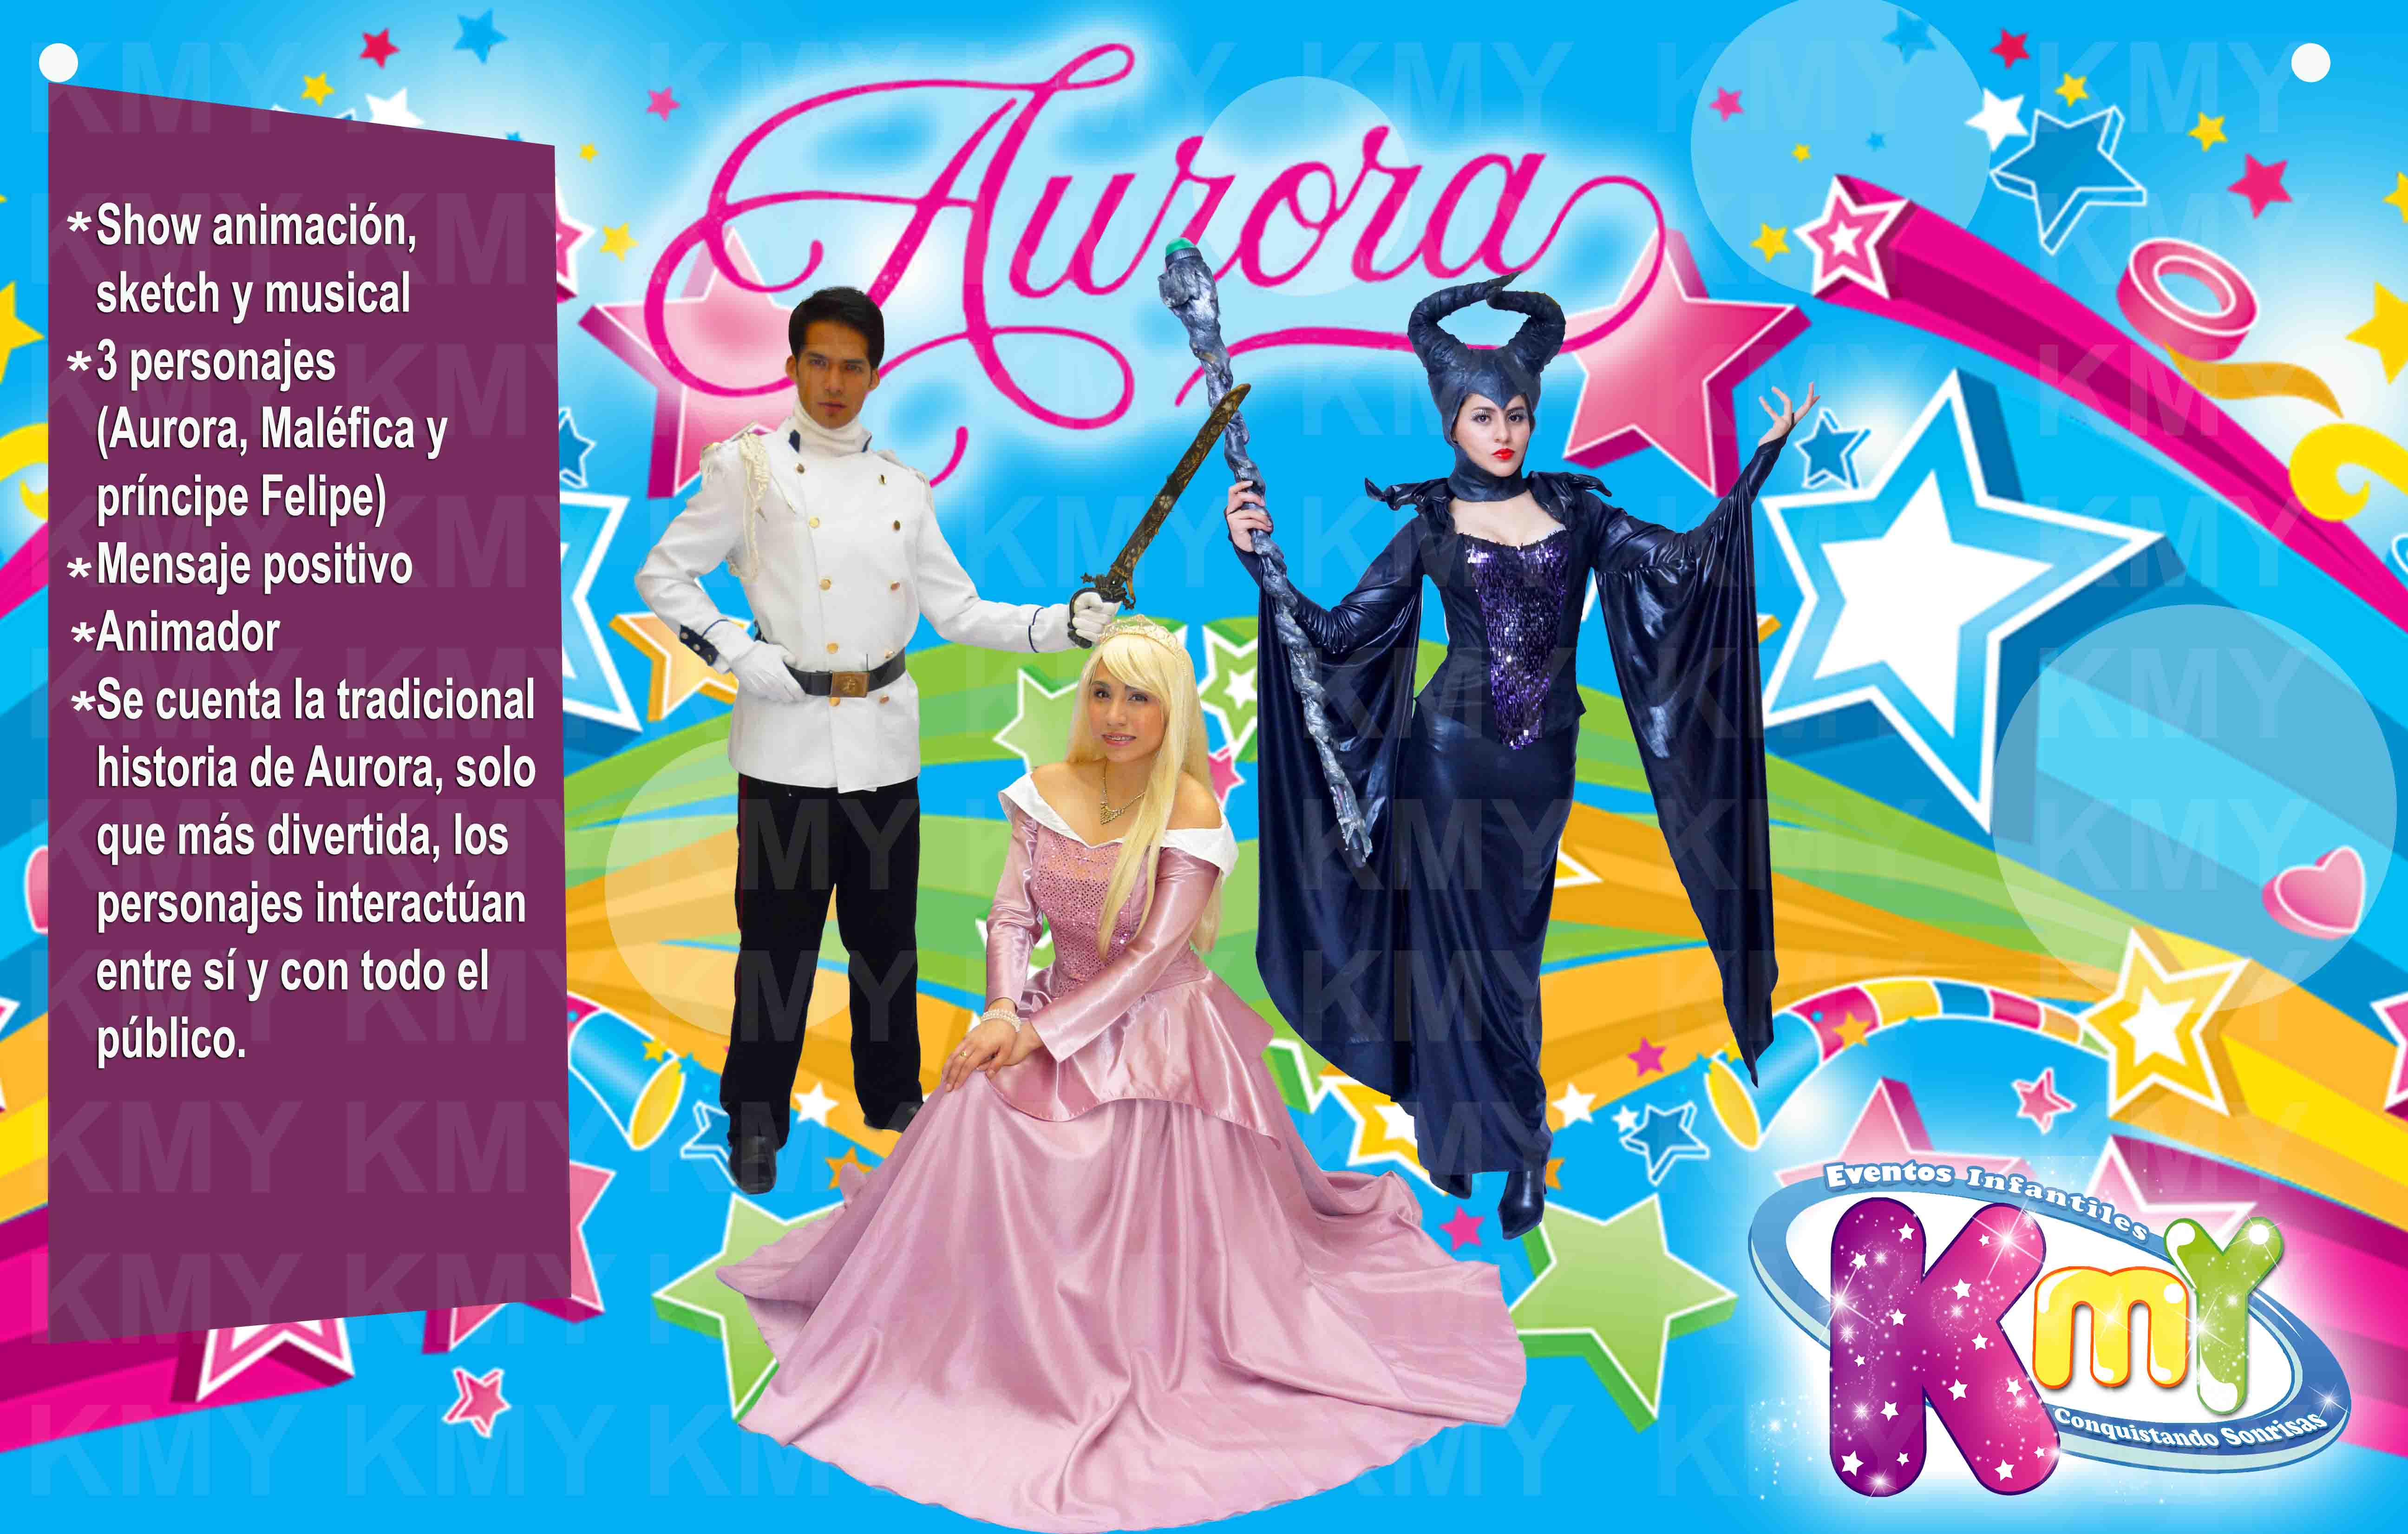 Aurora
*Show animación,
sketch y musical
*3 personajes
(Aurora, Maléfica y
príncipe Felipe)
*Mensaje positivo
*Animador
*Se cuenta la tradicional
historia de Aurora, solo
que más divertida, los
personajes interactúan
entre sí y con todo el
público.
Eventos Infantiles
KmY
Conquistando Sonrisas